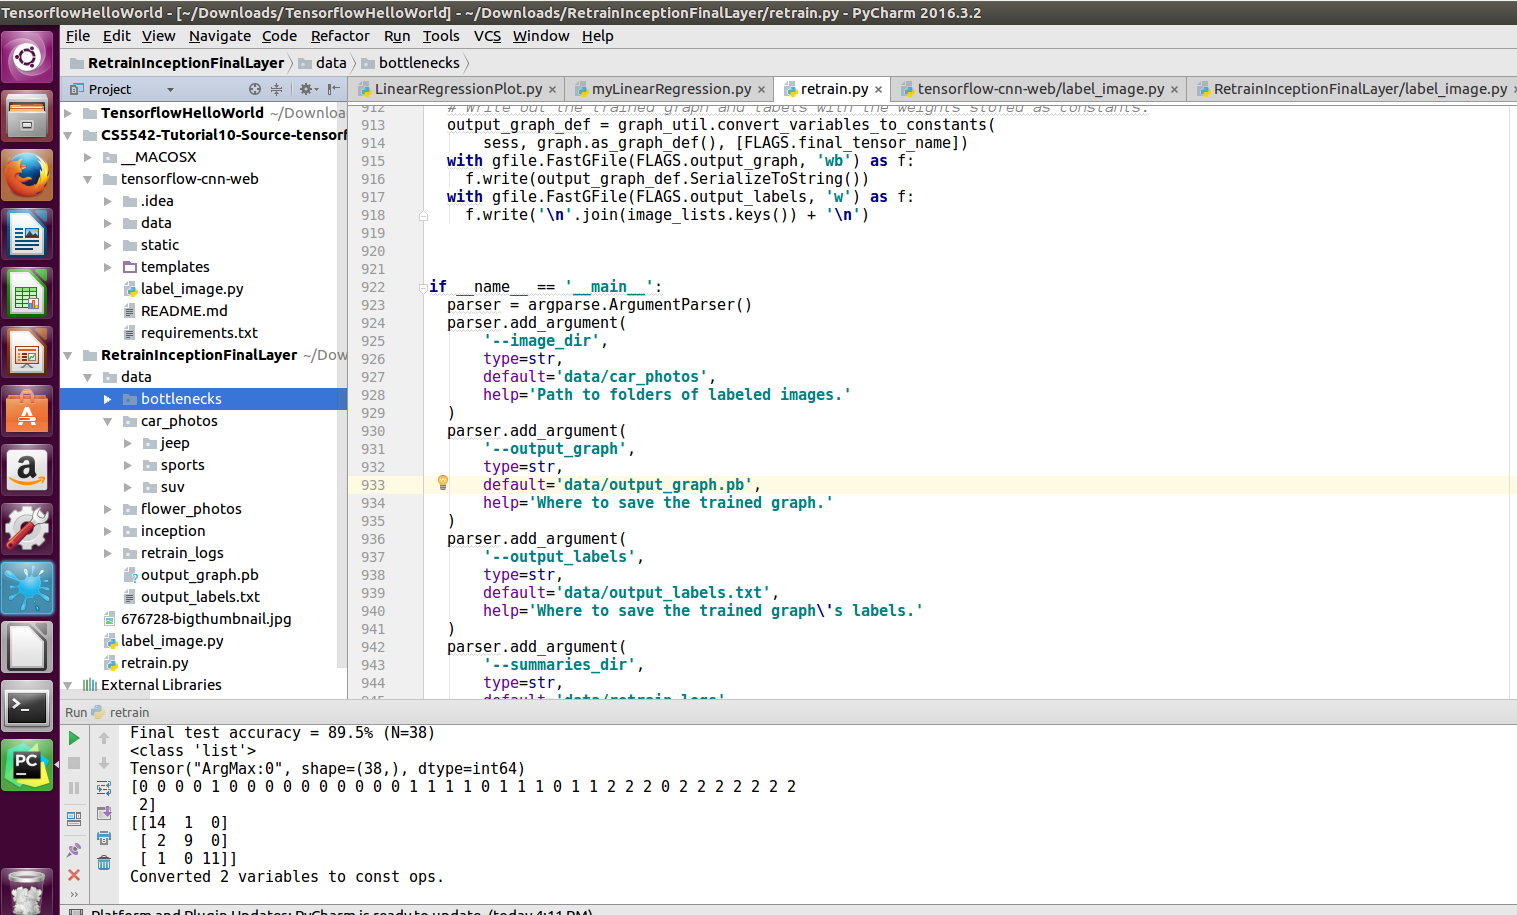 TensorflowHelloWorld - [~/Downloads/TensorflowHelloWorld] - ~/Downloads/RetrainInceptionFinalLayer/retrain.py - PyCharm 2016.3.2
File Edit View Navigate Code Refactor Run Tools VCS Window Help
RetrainInceptionFinalLayer data bottlenecks
Project
LinearRegressionPlot.py × myLinearRegression.py × retrain.py × tensorflow-cnn-web/label_image.py × RetrainInceptionFinalLayer/label_image.py ×
TensorflowHelloWorld ~/Downloa
CS5542-Tutorial10-Source-tensorf
__MACOSX
tensorflow-cnn-web
.idea
data
static
templates
label_image.py
README.md
requirements.txt
RetrainInceptionFinalLayer ~/Dow
data
bottlenecks
car_photos
jeep
sports
suv
flower_photos
inception
retrain_logs
output_graph.pb
output_labels.txt
676728-bigthumbnail.jpg
label_image.py
retrain.py
External Libraries
912 # Write out the trained graph and labels with the weights stored as constants.
913 output_graph_def = graph_util.convert_variables_to_constants(
914 sess, graph.as_graph_def(), [FLAGS.final_tensor_name])
915 with gfile.FastGFile(FLAGS.output_graph, 'wb') as f:
916 f.write(output_graph_def.SerializeToString())
917 with gfile.FastGFile(FLAGS.output_labels, 'w') as f:
918 f.write('\n'.join(image_lists.keys()) + '\n')
919
920
921
922 if __name__ == '__main__':
923 parser = argparse.ArgumentParser()
924 parser.add_argument(
925 '--image_dir',
926 type=str,
927 default='data/car_photos',
928 help='Path to folders of labeled images.'
929 )
930 parser.add_argument(
931 '--output_graph',
932 type=str,
933 default='data/output_graph.pb',
934 help='Where to save the trained graph.'
935 )
936 parser.add_argument(
937 '--output_labels',
938 type=str,
939 default='data/output_labels.txt',
940 help='Where to save the trained graph\'s labels.'
941 )
942 parser.add_argument(
943 '--summaries_dir',
944 type=str,
945 default='data/retrain_logs'
Run retrain
Final test accuracy = 89.5% (N=38)
<class 'list'>
Tensor("ArgMax:0", shape=(38,), dtype=int64)
[0 0 0 0 1 0 0 0 0 0 0 0 0 0 0 1 1 1 1 0 1 1 1 0 1 1 2 2 2 0 2 2 2 2 2 2 2
2]
[[14 1 0]
[ 2 9 0]
[ 1 0 11]]
Converted 2 variables to const ops.
Platform and Plugin Updates: PyCharm is ready to update. (today 4:11 PM)